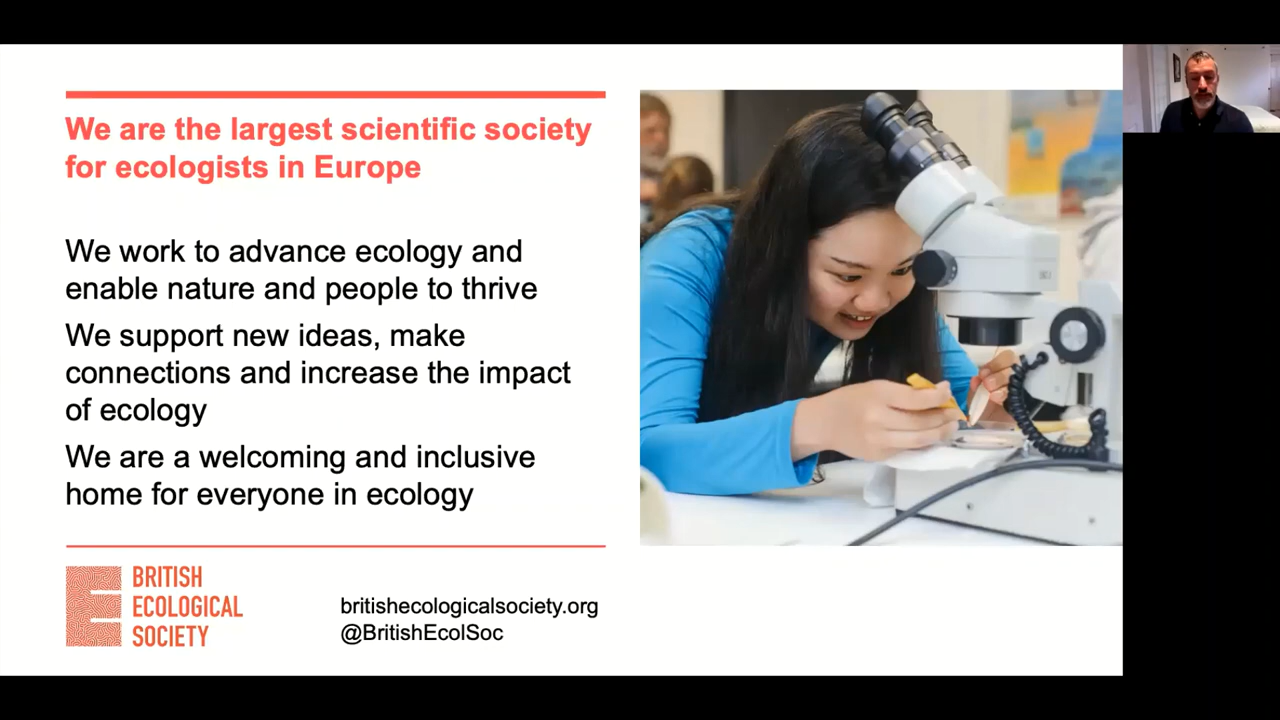 We are the largest scientific society
for ecologists in Europe
We work to advance ecology and
enable nature and people to thrive
We support new ideas, make
connections and increase the impact
of ecology
We are a welcoming and inclusive
home for everyone in ecology
BRITISH
ECOLOGICAL
SOCIETY
britishecologicalsociety.org
@BritishEcolSoc